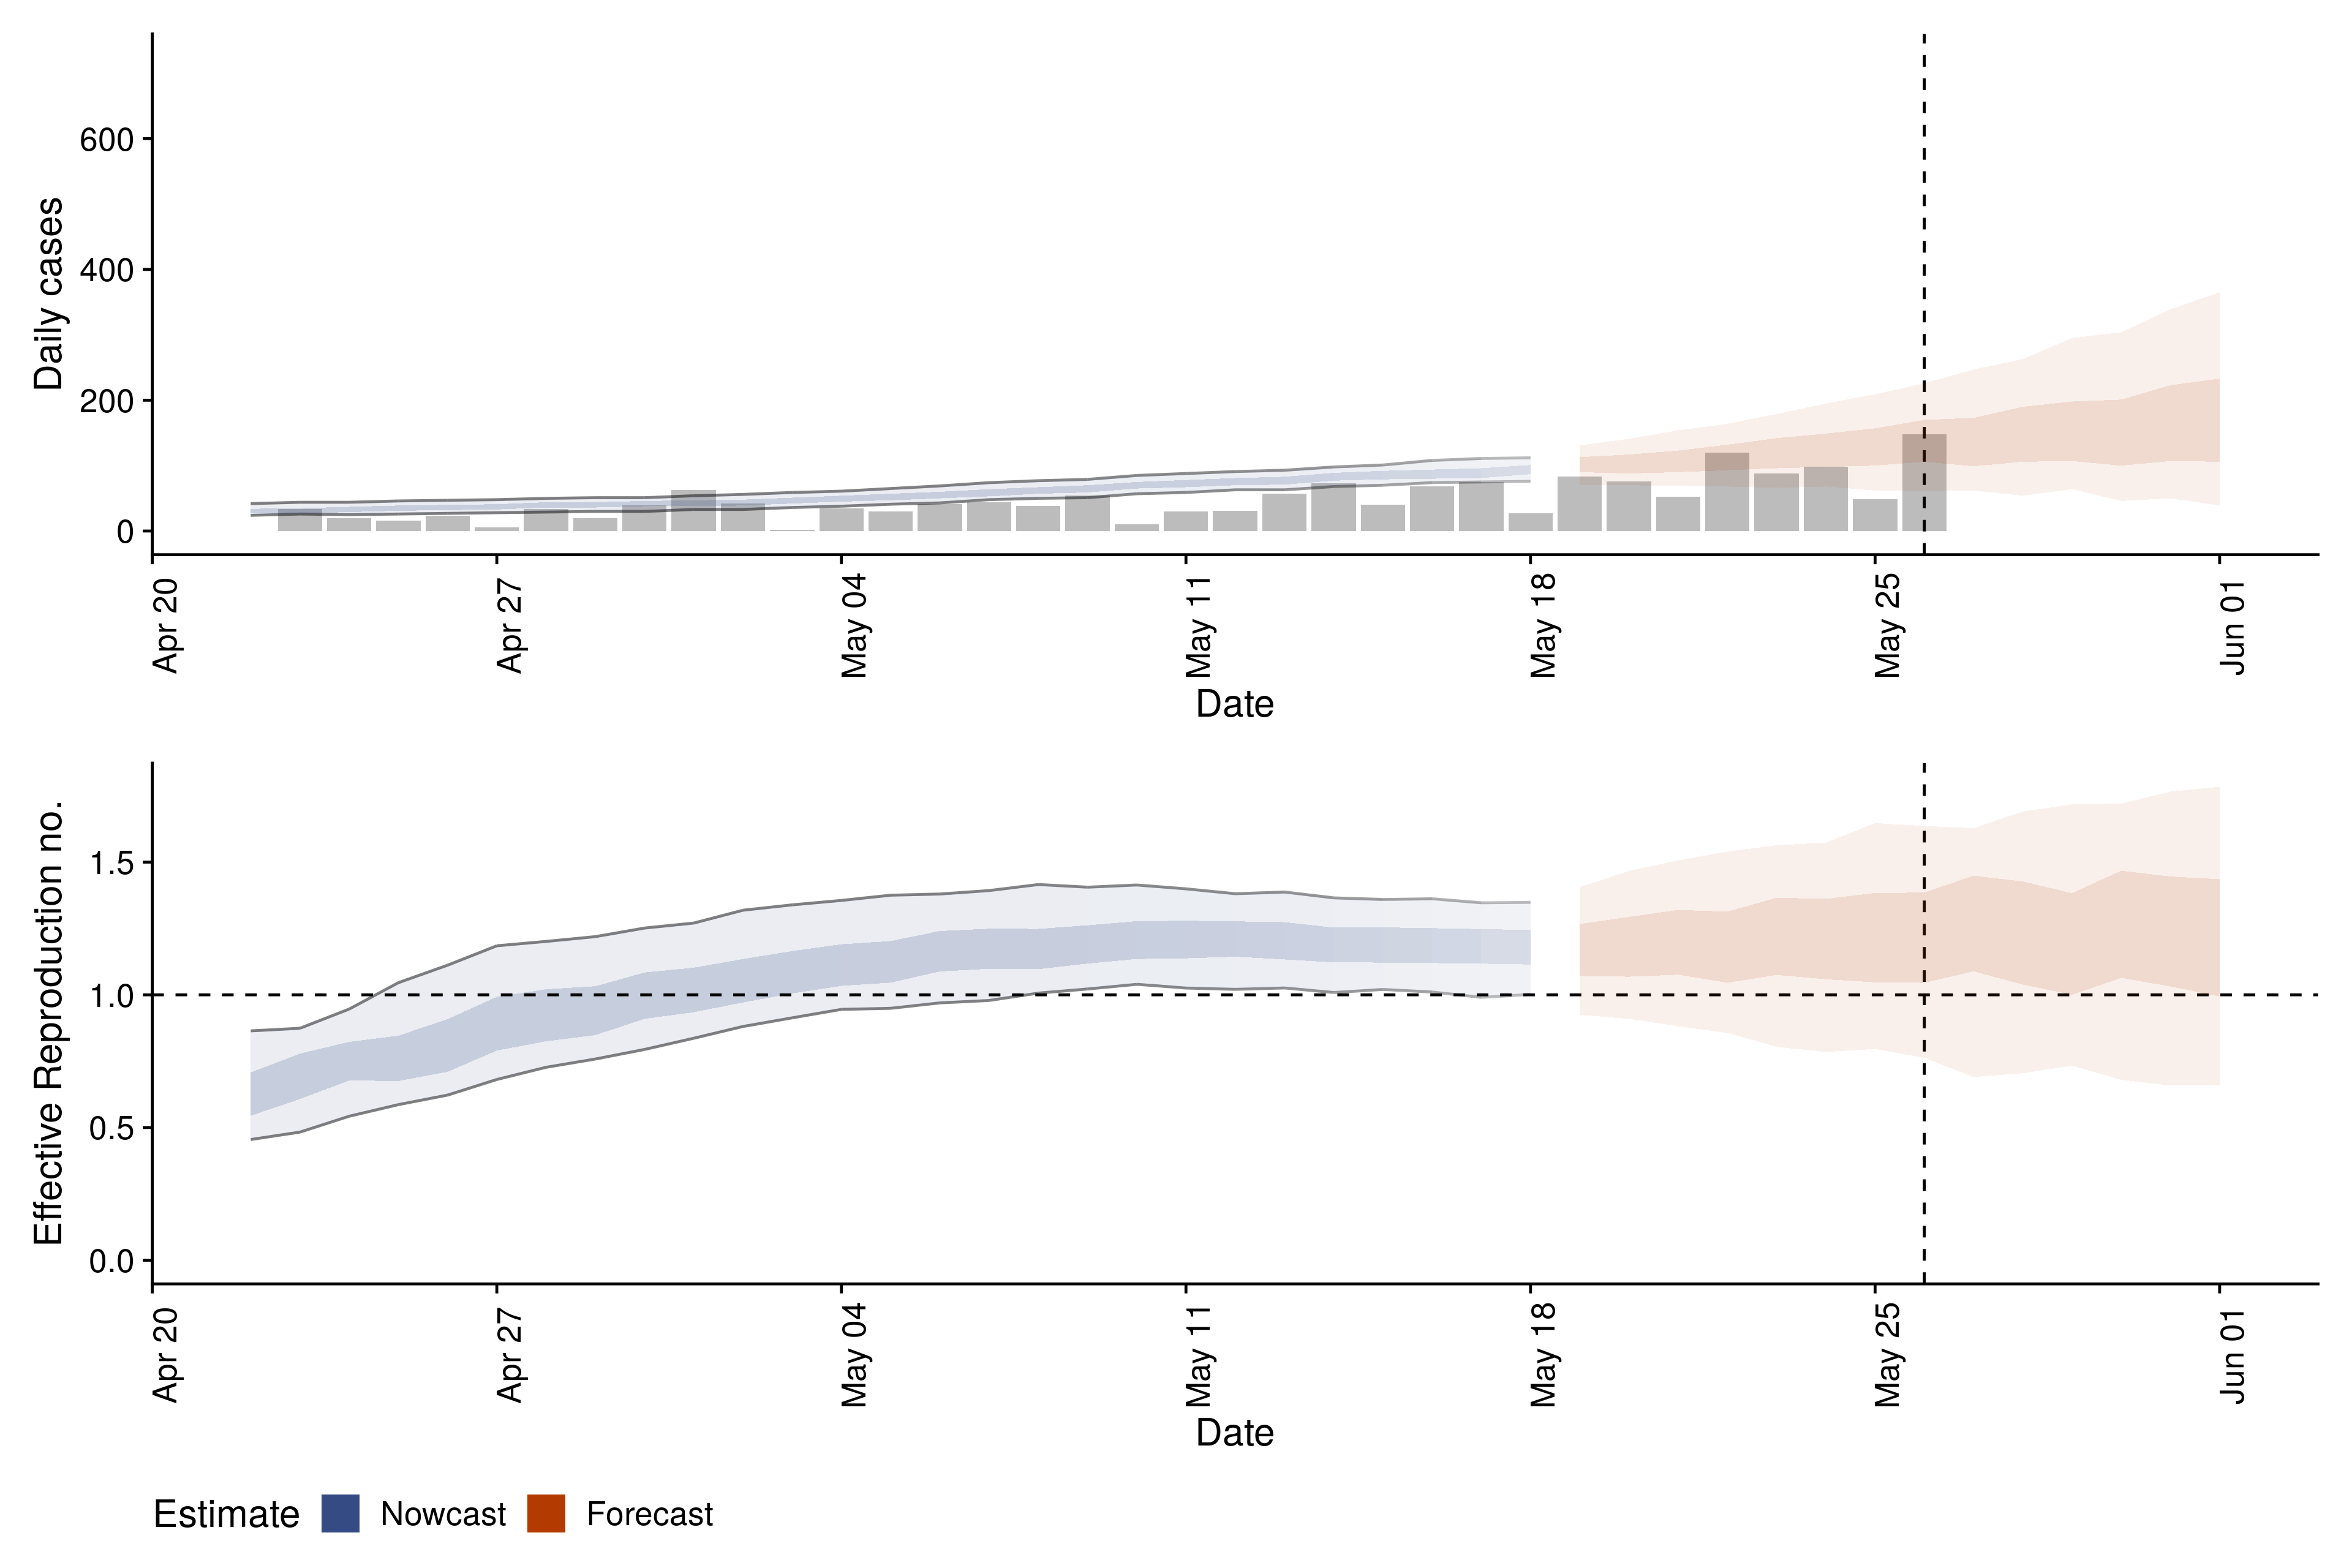 Daily cases
600
400
200
0
Apr 20
Apr 27
May 04
May 11
May 18
May 25
Jun 01
Date
Effective Reproduction no.
1.5
1.0
0.5
0.0
Apr 20
Apr 27
May 04
May 11
May 18
May 25
Jun 01
Date
Estimate Nowcast Forecast